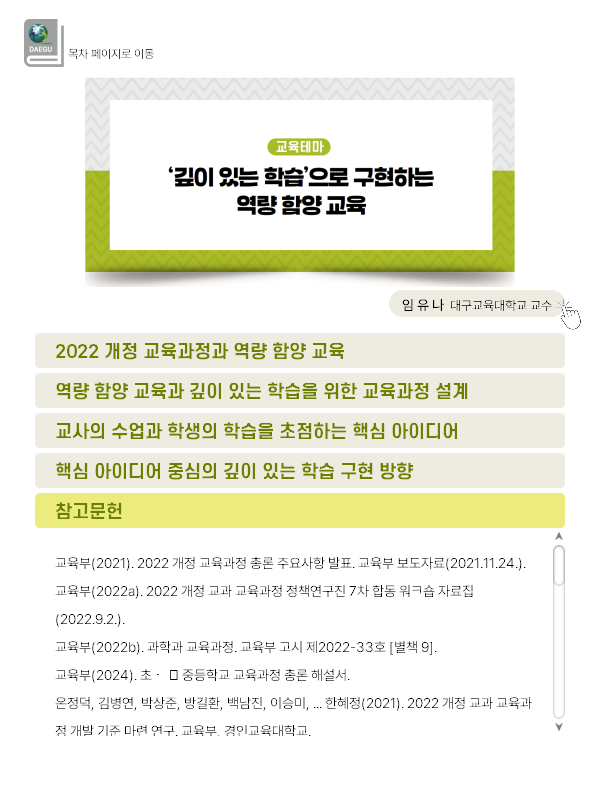 DAEGU
목차 페이지로 이동
교육테마
‘깊이 있는 학습’으로 구현하는
역량 함양 교육
임유나 대구교육대학교 교수
2022 개정 교육과정과 역량 함양 교육
역량 함양 교육과 깊이 있는 학습을 위한 교육과정 설계
교사의 수업과 학생의 학습을 초점하는 핵심 아이디어
핵심 아이디어 중심의 깊이 있는 학습 구현 방향
참고문헌
교육부(2021). 2022 개정 교육과정 총론 주요사항 발표. 교육부 보도자료(2021.11.24.).
교육부(2022a). 2022 개정 교과 교육과정 정책연구진 7차 합동 워크숍 자료집
(2022.9.2.).
교육부(2022b). 과학과 교육과정. 교육부 고시 제2022-33호 [별책 9].
교육부(2024). 초 · 중등학교 교육과정 총론 해설서.
온정덕, 김병연, 박상준, 방길환, 백남진, 이승미, ... 한혜정(2021). 2022 개정 교과 교육과
정 개발 기준 마련 연구. 교육부, 경인교육대학교.